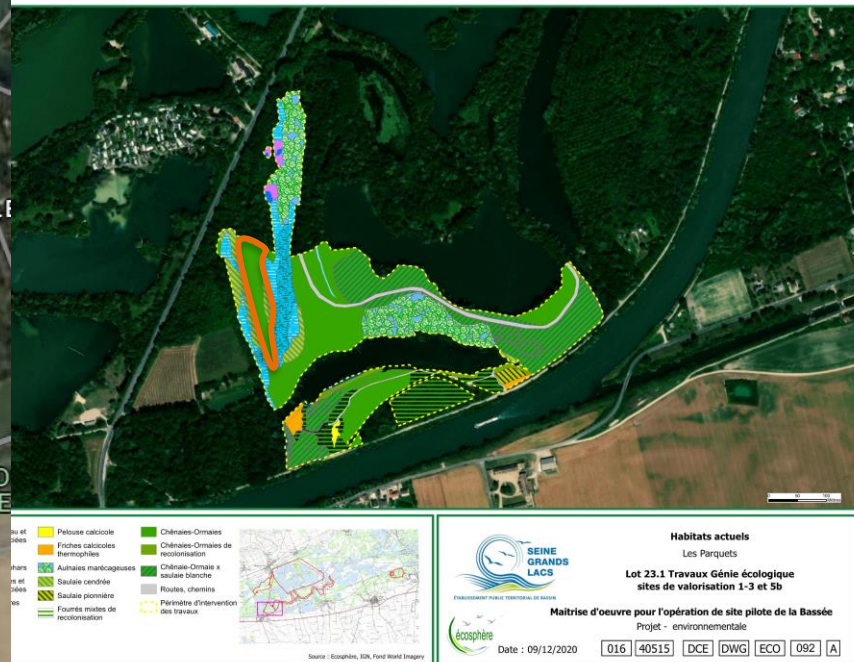 Pelouse calcicole
Friches calcicoles
thermophiles
Aulnaies marécageuses
Saulaie cendrée
Saulaie pionnière
Fourrés mixtes de
recolonisation
Chênaies-Ormaies
Chênaies-Ormaies de
recolonisation
Chênaie-Ormaie x
saulaie blanche
Routes, chemins
Périmètre d'intervention
des travaux
Source : Ecosphère, IGN, Fond World Imagery
SEINE
GRANDS
LACS
ÉTABLISSEMENT PUBLIC TERRITORIAL DE BASSIN
écosphère
Habitats actuels
Les Parquets
Lot 23.1 Travaux Génie écologique
sites de valorisation 1-3 et 5b
Maitrise d'oeuvre pour l'opération de site pilote de la Bassée
Projet - environnementale
Date : 09/12/2020
016 40515 DCE DWG ECO 092 A